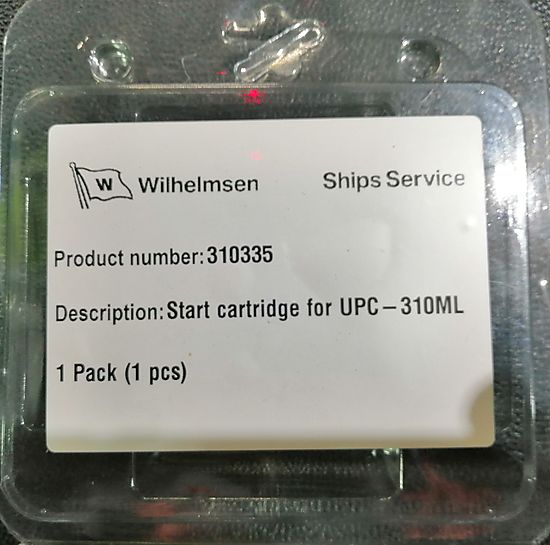 W Wilhelmsen Ships Service
Product number: 310335
Description: Start cartridge for UPC-310ML
1 Pack (1 pcs)